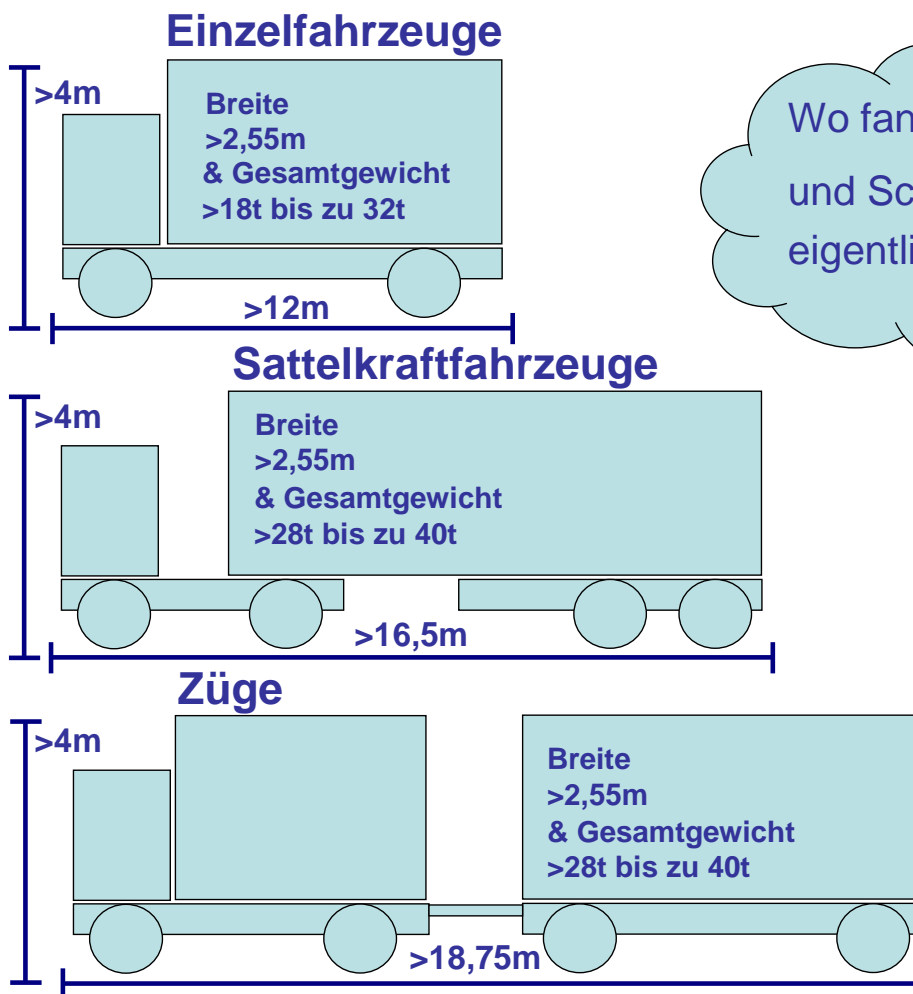 Einzelfahrzeuge
>4m
Breite
>2,55m
& Gesamtgewicht
>18t bis zu 32t
>12m
Wo fan
und Sc
eigentli
Sattelkraftfahrzeuge
>4m
Breite
>2,55m
& Gesamtgewicht
>28t bis zu 40t
>16,5m
Züge
>4m
Breite
>2,55m
& Gesamtgewicht
>28t bis zu 40t
>18,75m